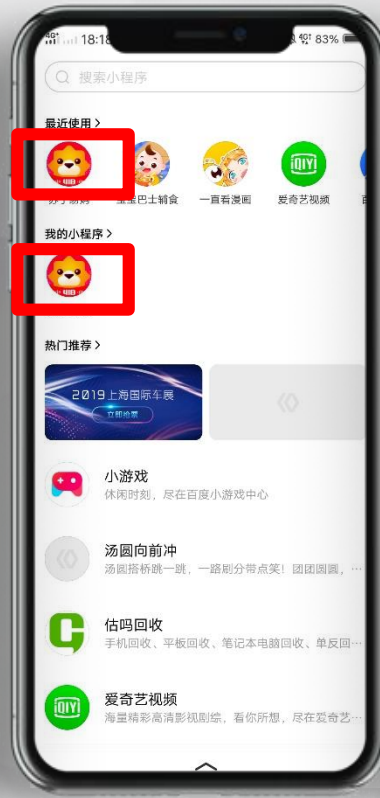 18:18
83%
搜索小程序
最近使用 >
宝宝巴士辅食
一直看漫画
爱奇艺视频
我的小程序 >
热门推荐 >
2019上海国际车展
立即抢票
小游戏
休闲时刻,尽在百度小游戏中心
汤圆向前冲
汤圆搭桥跳一跳,一路刷分带点笑!团团圆圆,…
估吗回收
手机回收、平板回收、笔记本电脑回收、单反回…
iQIYI
爱奇艺视频
海量精彩高清影视剧综,看你所想,尽在爱奇艺…